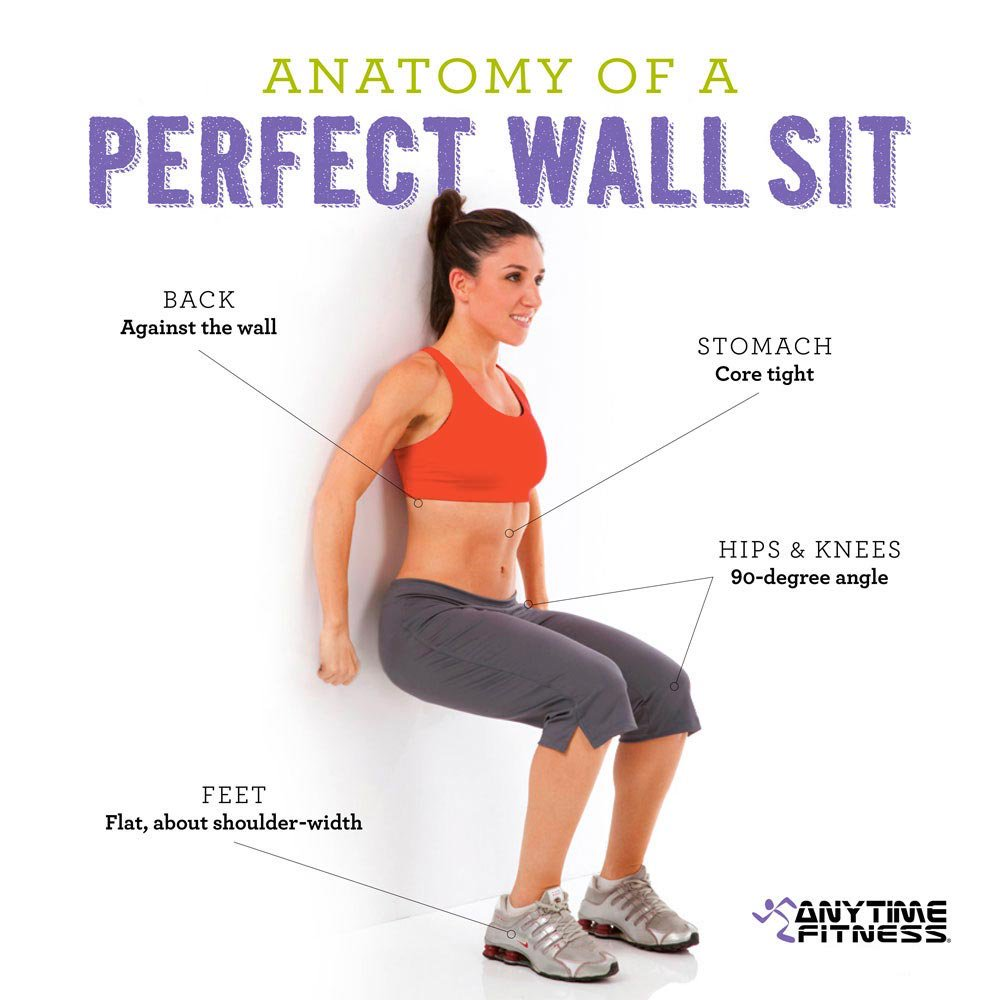 ANATOMY OF A
PERFECT WALL SIT
BACK
Against the wall
STOMACH
Core tight
HIPS & KNEES
90-degree angle
FEET
Flat, about shoulder-width
ANYTIME
FITNESS®